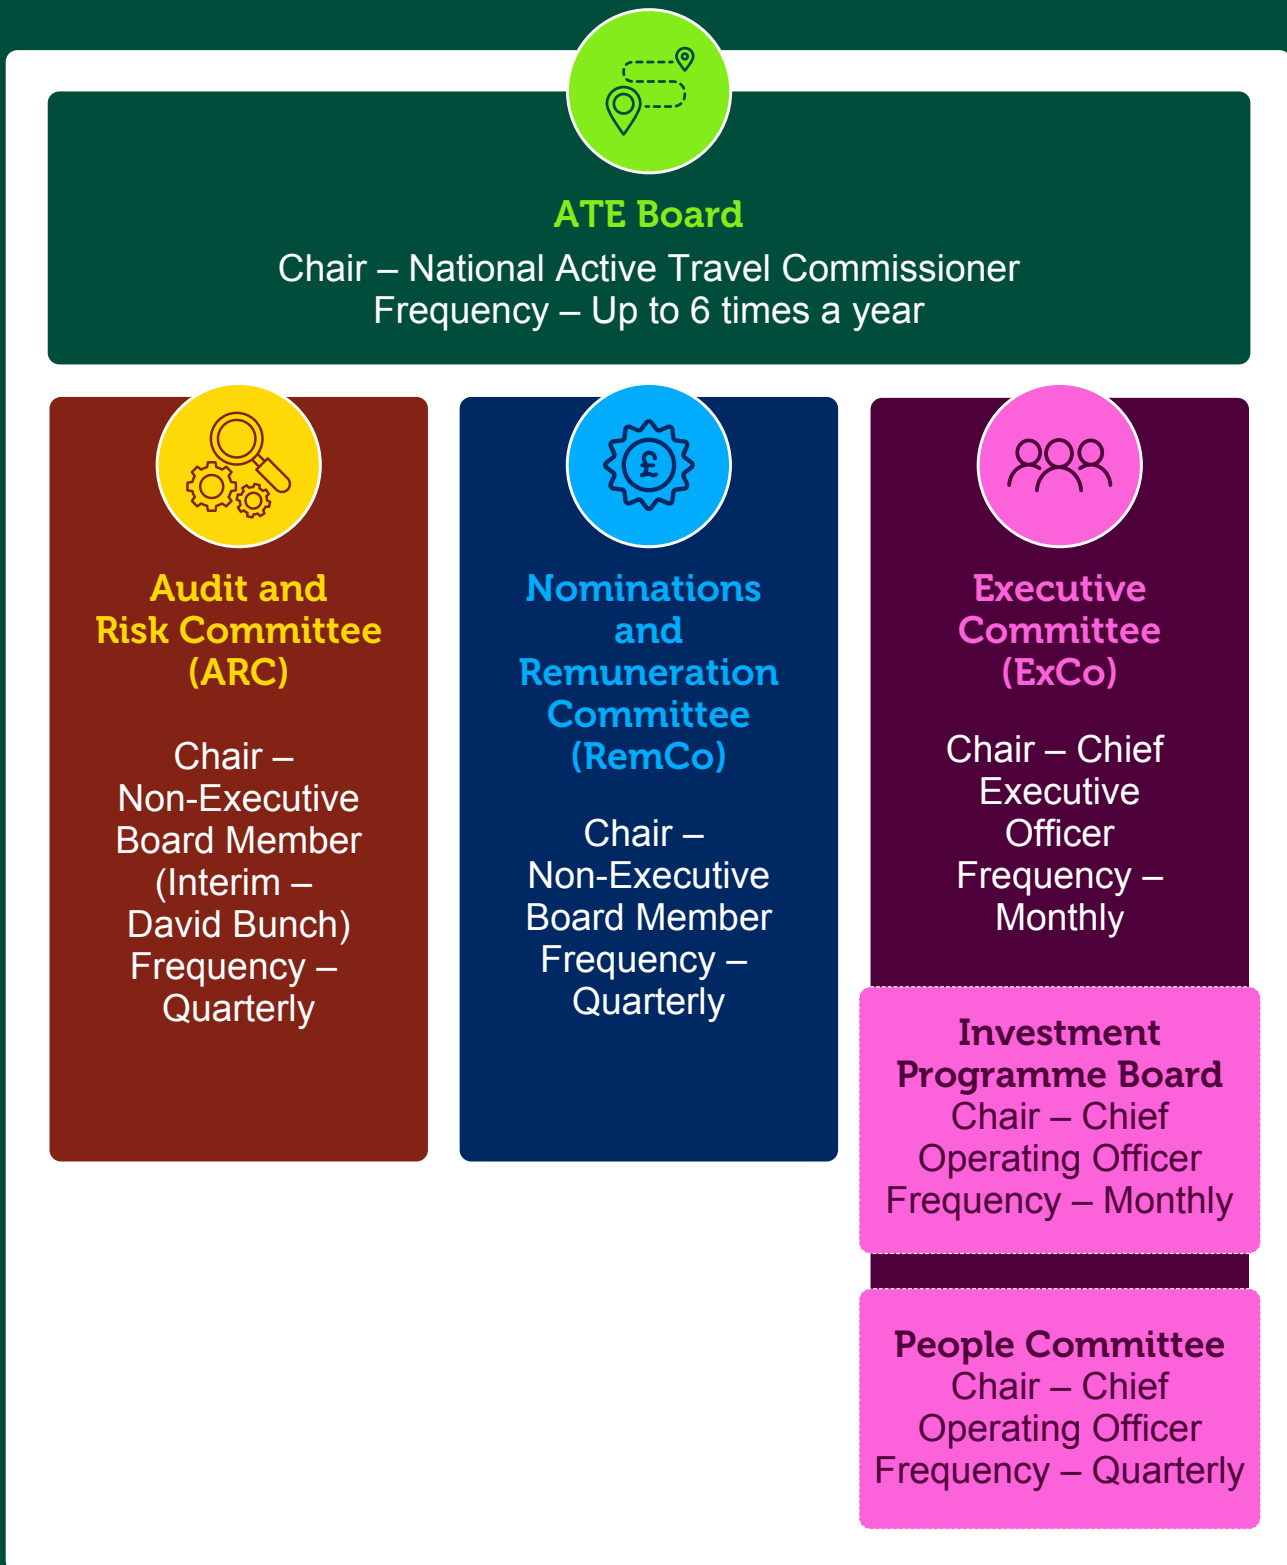 ATE Board
Chair – National Active Travel Commissioner
Frequency – Up to 6 times a year
Audit and
Risk Committee
(ARC)
Chair –
Non-Executive
Board Member
(Interim –
David Bunch)
Frequency –
Quarterly
£
Nominations
and
Remuneration
Committee
(RemCo)
Chair –
Non-Executive
Board Member
Frequency –
Quarterly
Executive
Committee
(ExCo)
Chair – Chief
Executive
Officer
Frequency –
Monthly
Investment
Programme Board
Chair – Chief
Operating Officer
Frequency – Monthly
People Committee
Chair – Chief
Operating Officer
Frequency – Quarterly